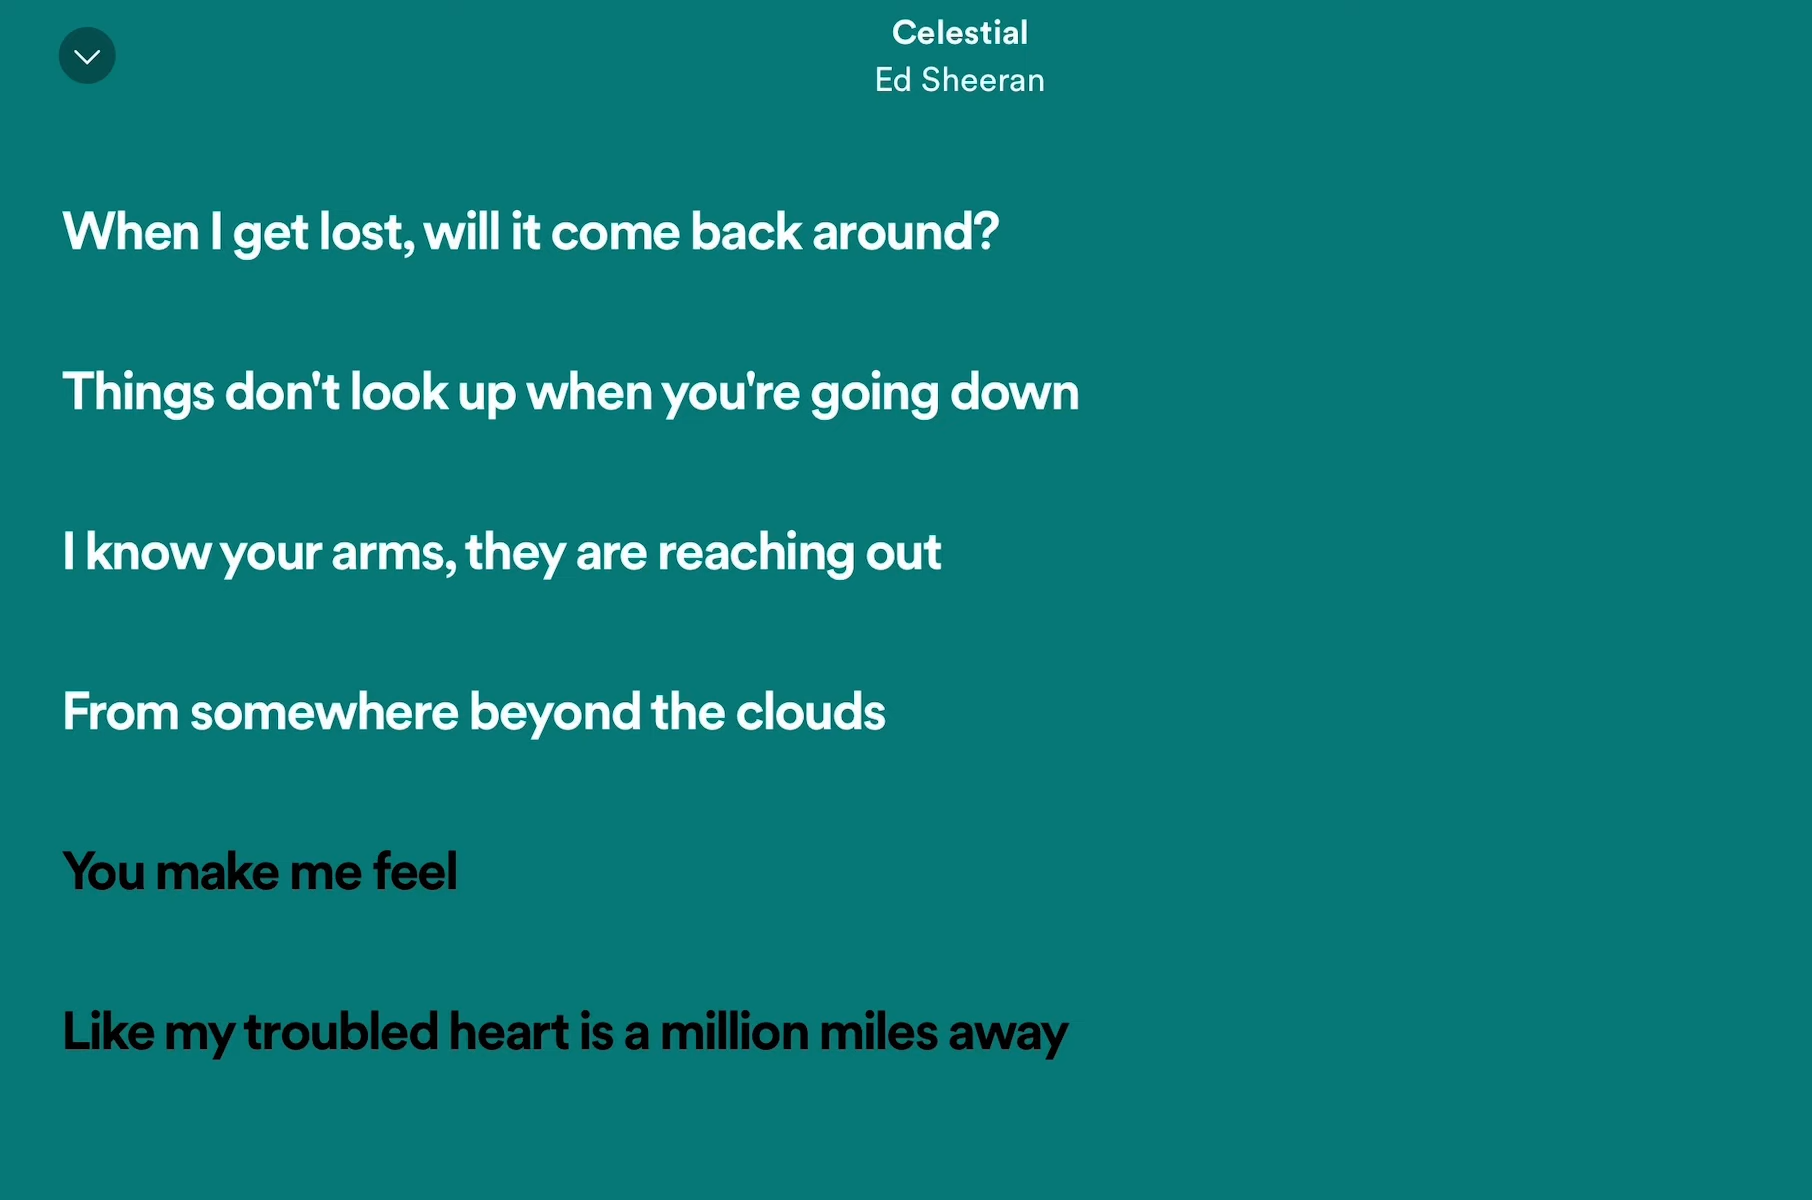 Celestial
Ed Sheeran
When I get lost, will it come back around?
Things don't look up when you're going down
I know your arms, they are reaching out
From somewhere beyond the clouds
You make me feel
Like my troubled heart is a million miles away